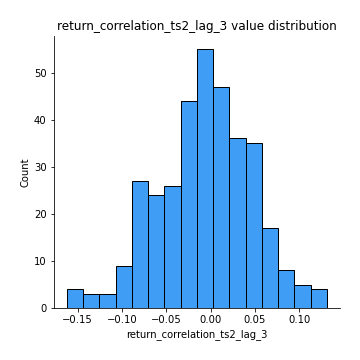 return_correlation_ts2_lag_3 value distribution
50
40
30
20
10
0
Count
−0.15 −0.10 −0.05 0.00 0.05 0.10
return_correlation_ts2_lag_3